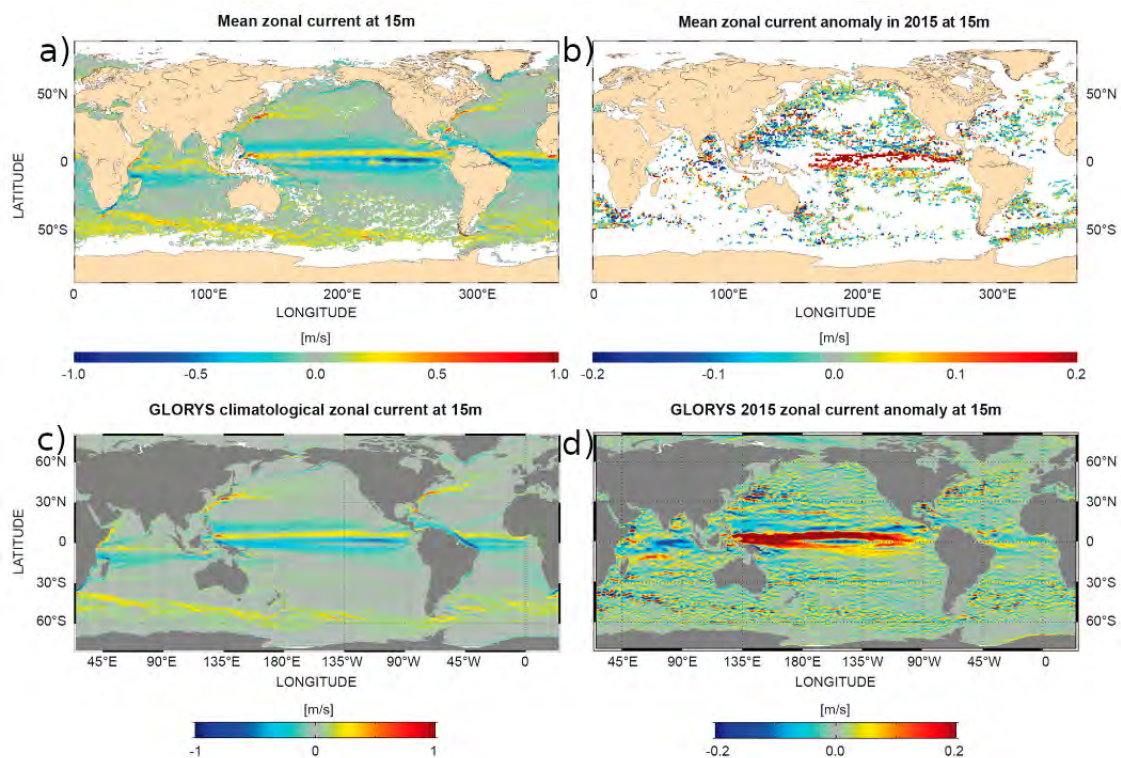 Mean zonal current at 15m
Mean zonal current anomaly in 2015 at 15m
a)
b)
50°N
0
50°S
LATITUDE
0
100°E
200°E
300°E
LONGITUDE
50°N
0
50°S
0
100°E
200°E
300°E
LONGITUDE
[m/s]
-1.0
-0.5
0.0
0.5
1.0
[m/s]
-0.2
-0.1
0.0
0.1
0.2
GLORYS climatological zonal current at 15m
GLORYS 2015 zonal current anomaly at 15m
c)
d)
60°N
30°N
0
30°S
60°S
LATITUDE
45°E
90°E
135°E
180°E
135°W
90°W
45°W
0
LONGITUDE
60°N
30°N
0
30°S
60°S
45°E
90°E
135°E
180°E
135°W
90°W
45°W
0
LONGITUDE
[m/s]
-1
0
1
[m/s]
-0.2
0
0.2